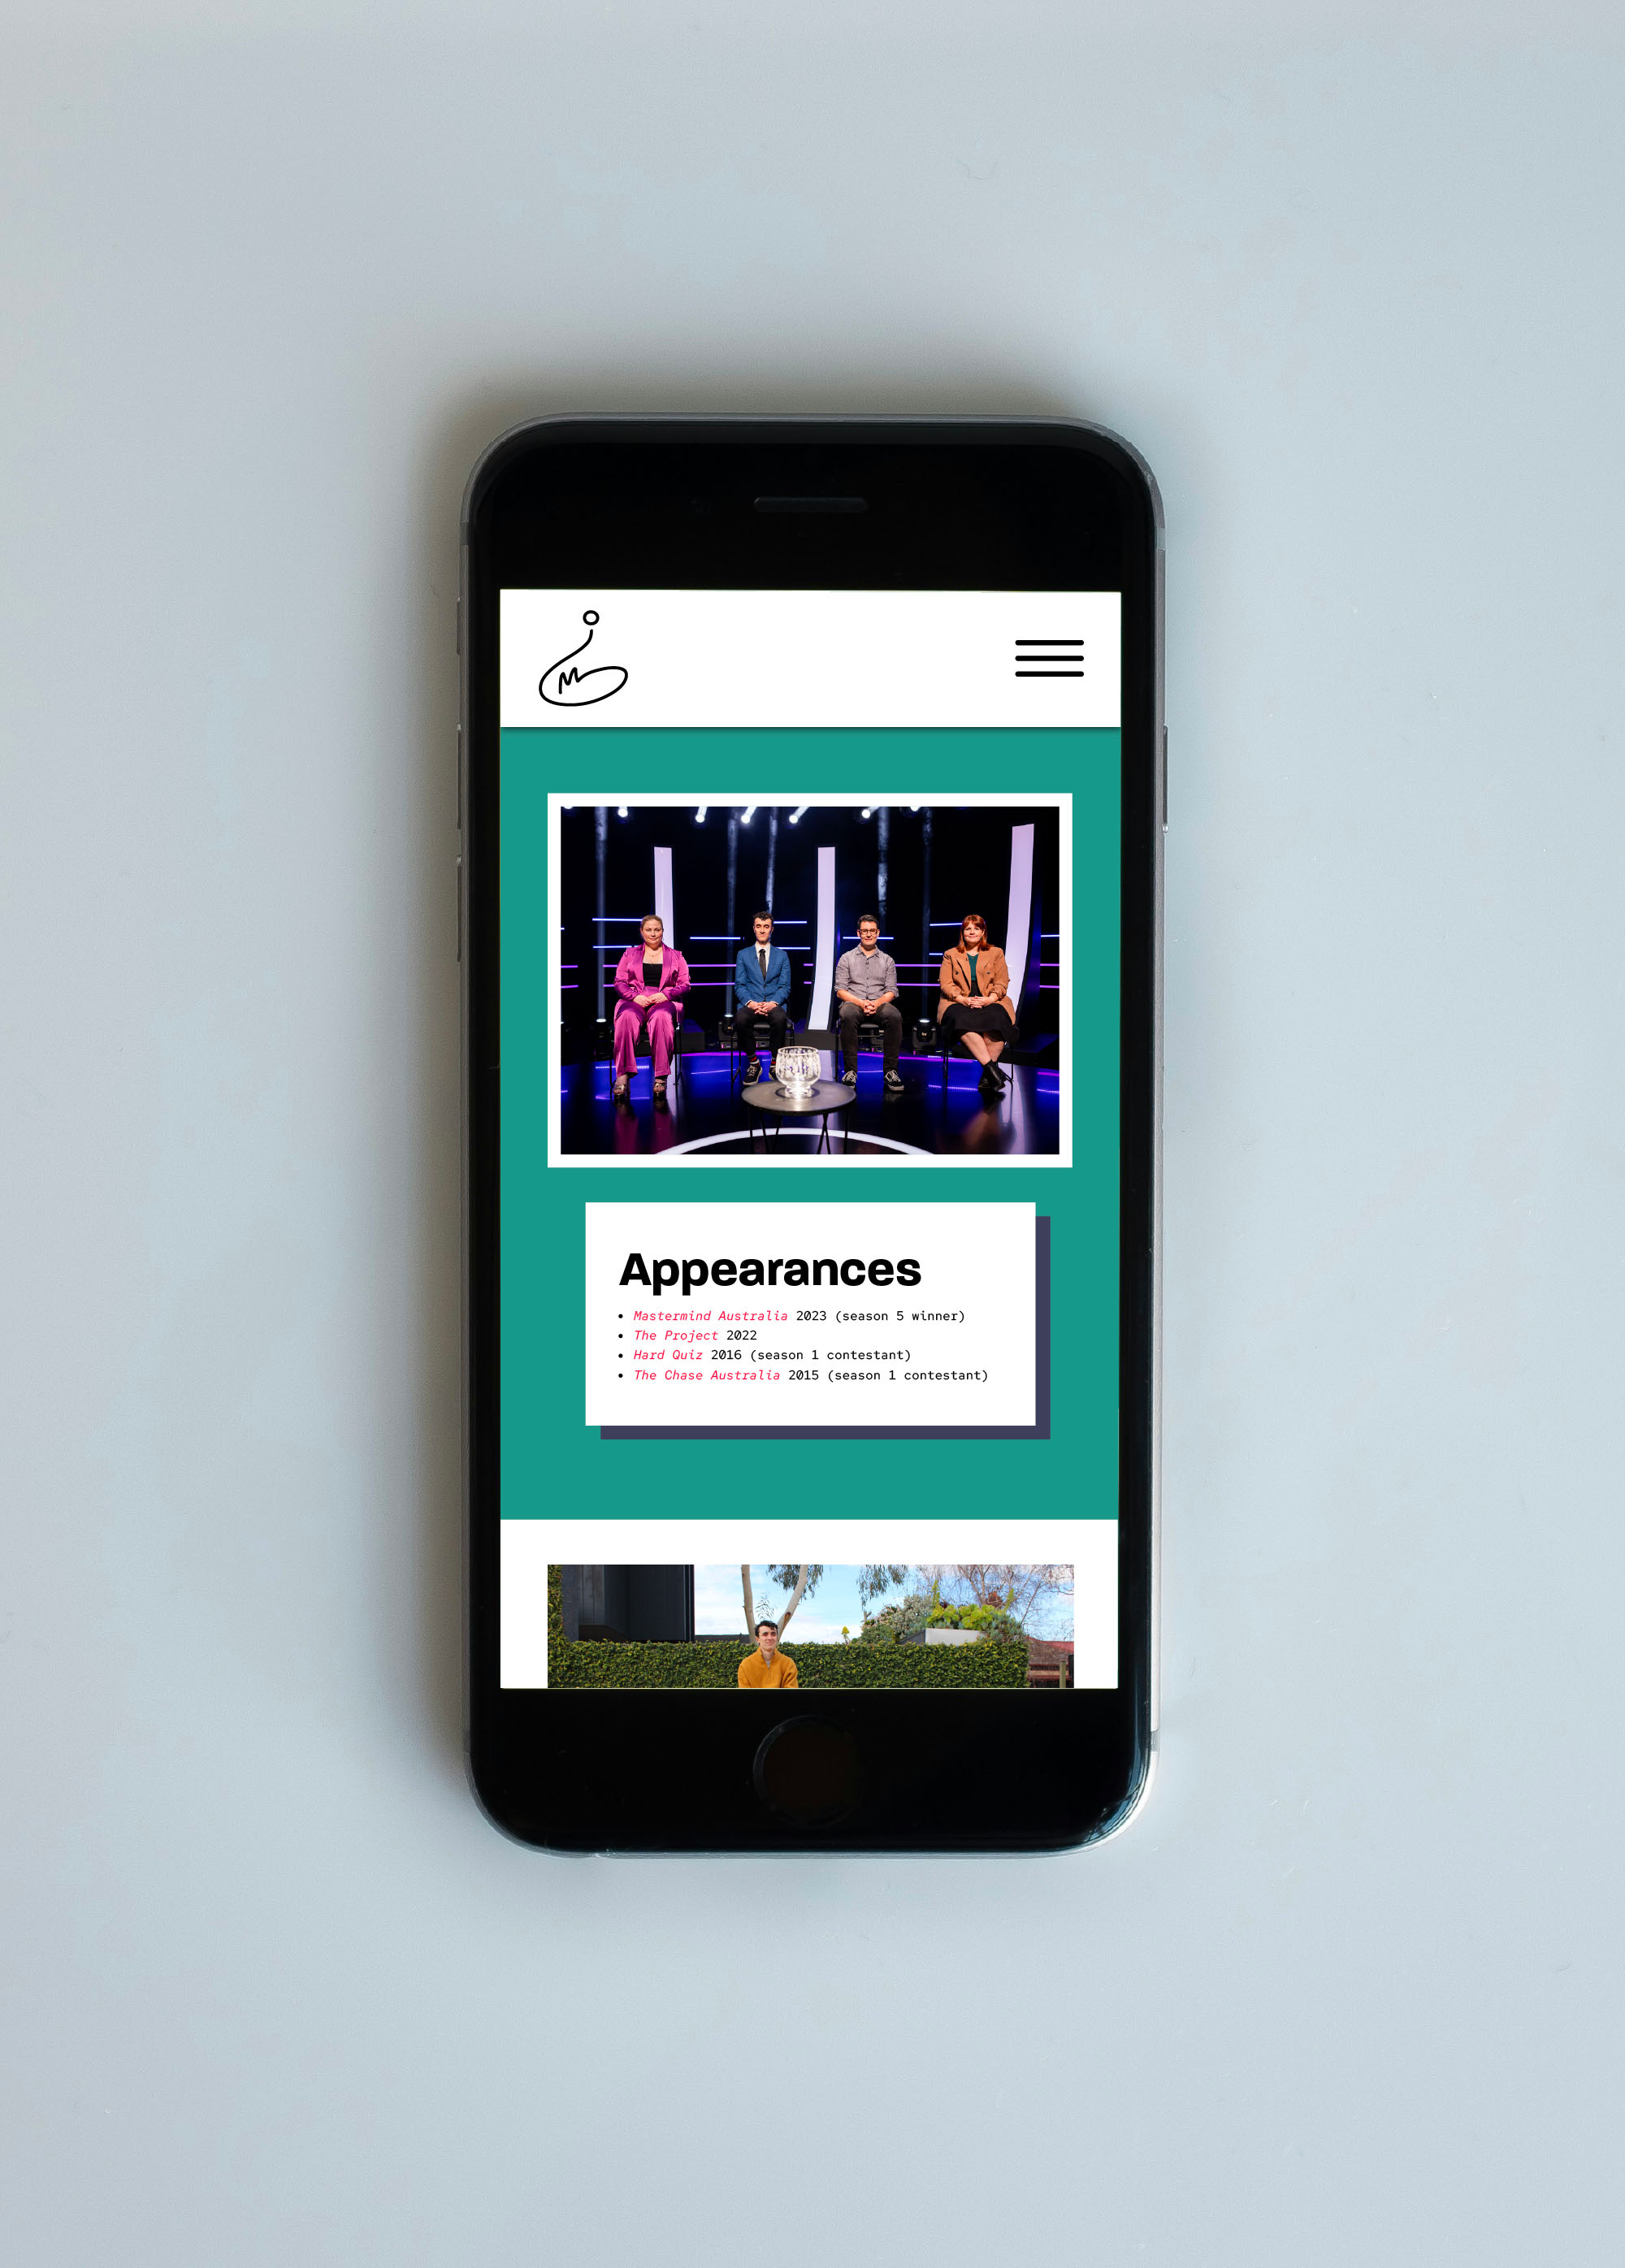 Appearances
• Mastermind Australia 2023 (season 5 winner)
• The Project 2022
• Hard Quiz 2016 (season 1 contestant)
• The Chase Australia 2015 (season 1 contestant)